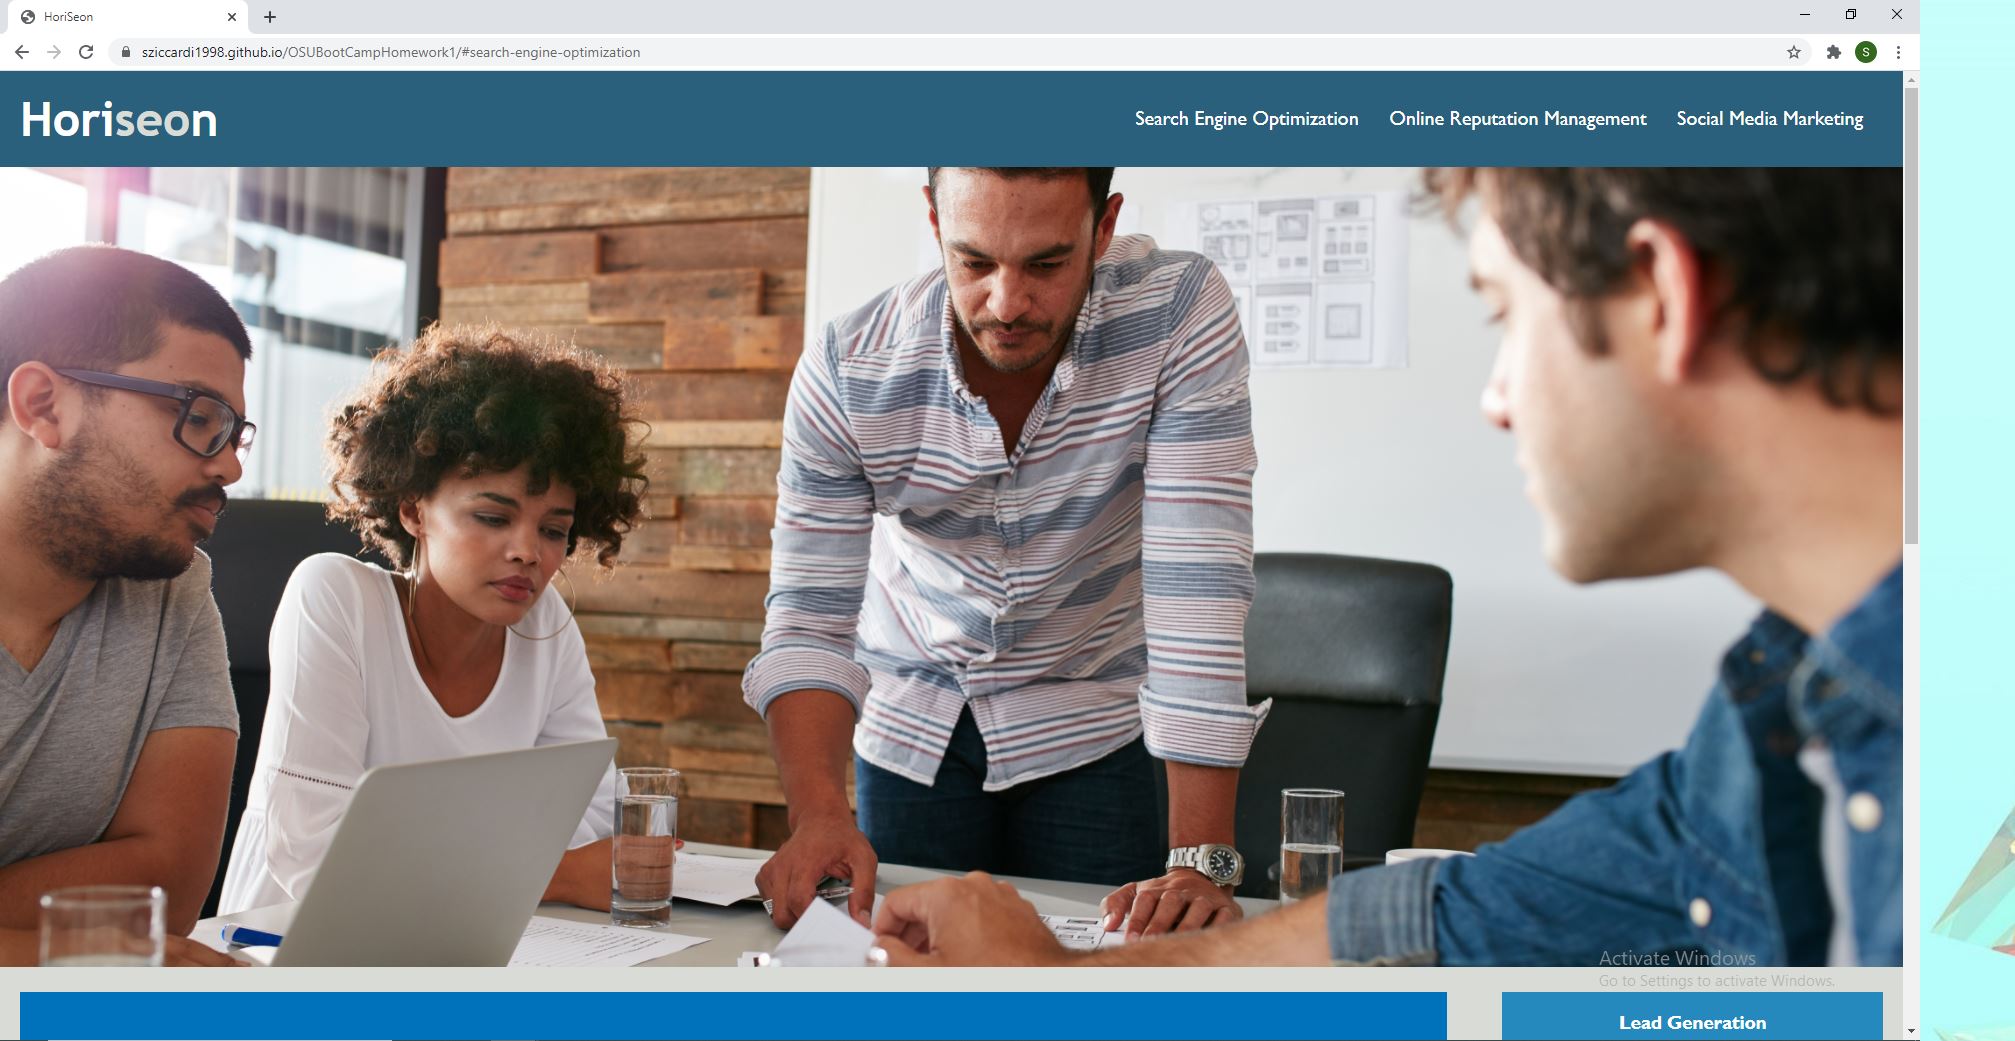 HoriSeon
sziccardi1998.github.io/OSUBootCampHomework1/#search-engine-optimization
S
Horiseon
Search Engine Optimization
Online Reputation Management
Social Media Marketing
Activate Windows
Go to Settings to activate Windows.
Lead Generation